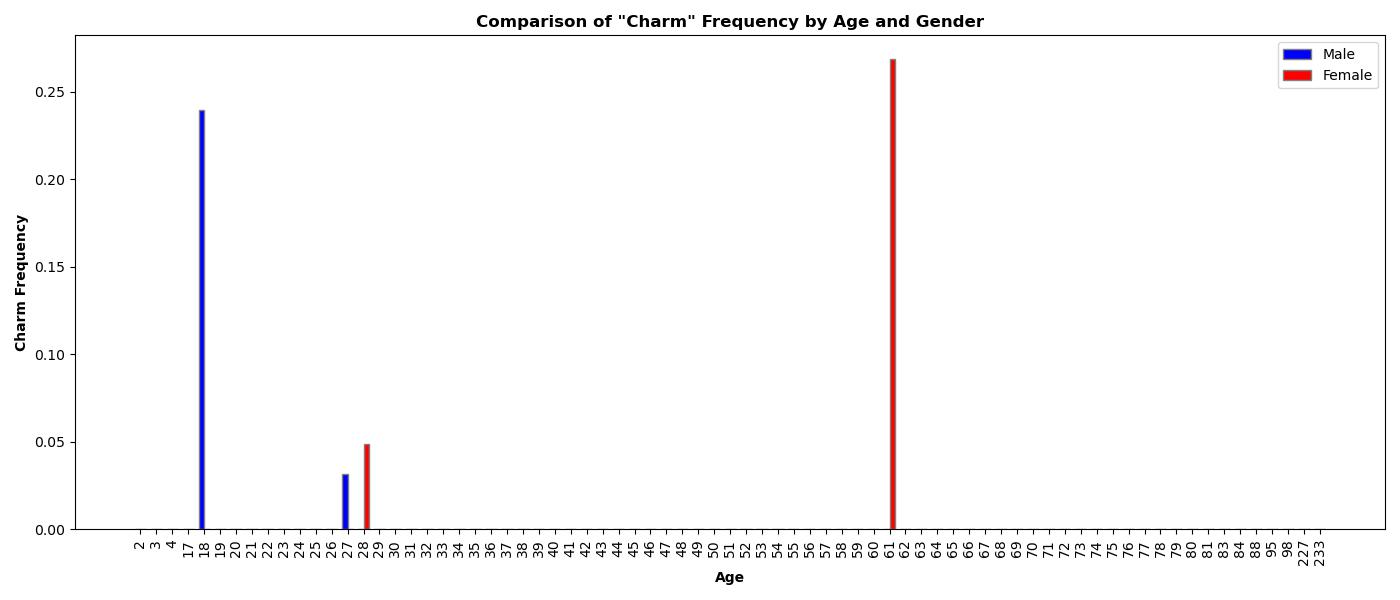 Comparison of "Charm" Frequency by Age and Gender
Male
Female
Charm Frequency
0.25
0.20
0.15
0.10
0.05
0.00
2 3 4 17 18 19 20 21 22 23 24 25 26 27 28 29 30 31 32 33 34 35 36 37 38 39 40 41 42 43 44 45 46 47 48 49 50 51 52 53 54 55 56 57 58 59 60 61 62 63 64 65 66 67 68 69 70 71 72 73 74 75 76 77 78 79 80 81 83 84 88 95 98 227 233
Age